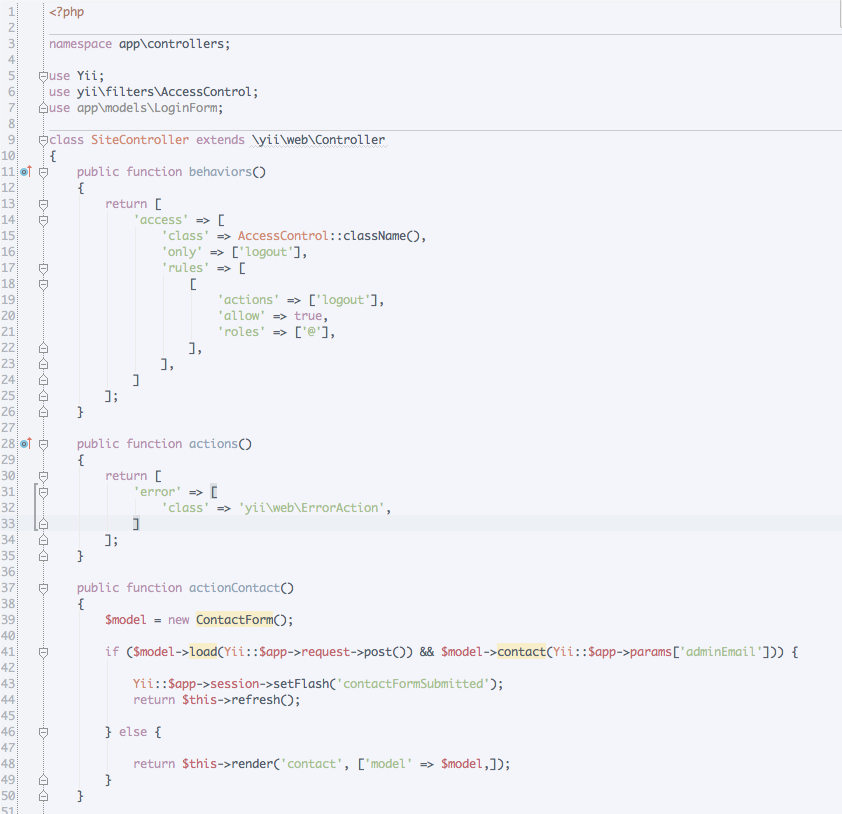 1 <?php
2
3 namespace app\controllers;
4
5 use Yii;
6 use yii\filters\AccessControl;
7 use app\models\LoginForm;
8
9 class SiteController extends \yii\web\Controller
10 {
11     public function behaviors()
12     {
13         return [
14             'access' => [
15                 'class' => AccessControl::className(),
16                 'only' => ['logout'],
17                 'rules' => [
18                     [
19                         'actions' => ['logout'],
20                         'allow' => true,
21                         'roles' => ['@'],
22                     ],
23                 ],
24             ]
25         ];
26     }
27
28     public function actions()
29     {
30         return [
31             'error' => [
32                 'class' => 'yii\web\ErrorAction',
33             ]
34         ];
35     }
36
37     public function actionContact()
38     {
39         $model = new ContactForm();
40
41         if ($model->load(Yii::$app->request->post()) && $model->contact(Yii::$app->params['adminEmail'])) {
42
43             Yii::$app->session->setFlash('contactFormSubmitted');
44             return $this->refresh();
45
46         } else {
47
48             return $this->render('contact', ['model' => $model,]);
49         }
50     }
51